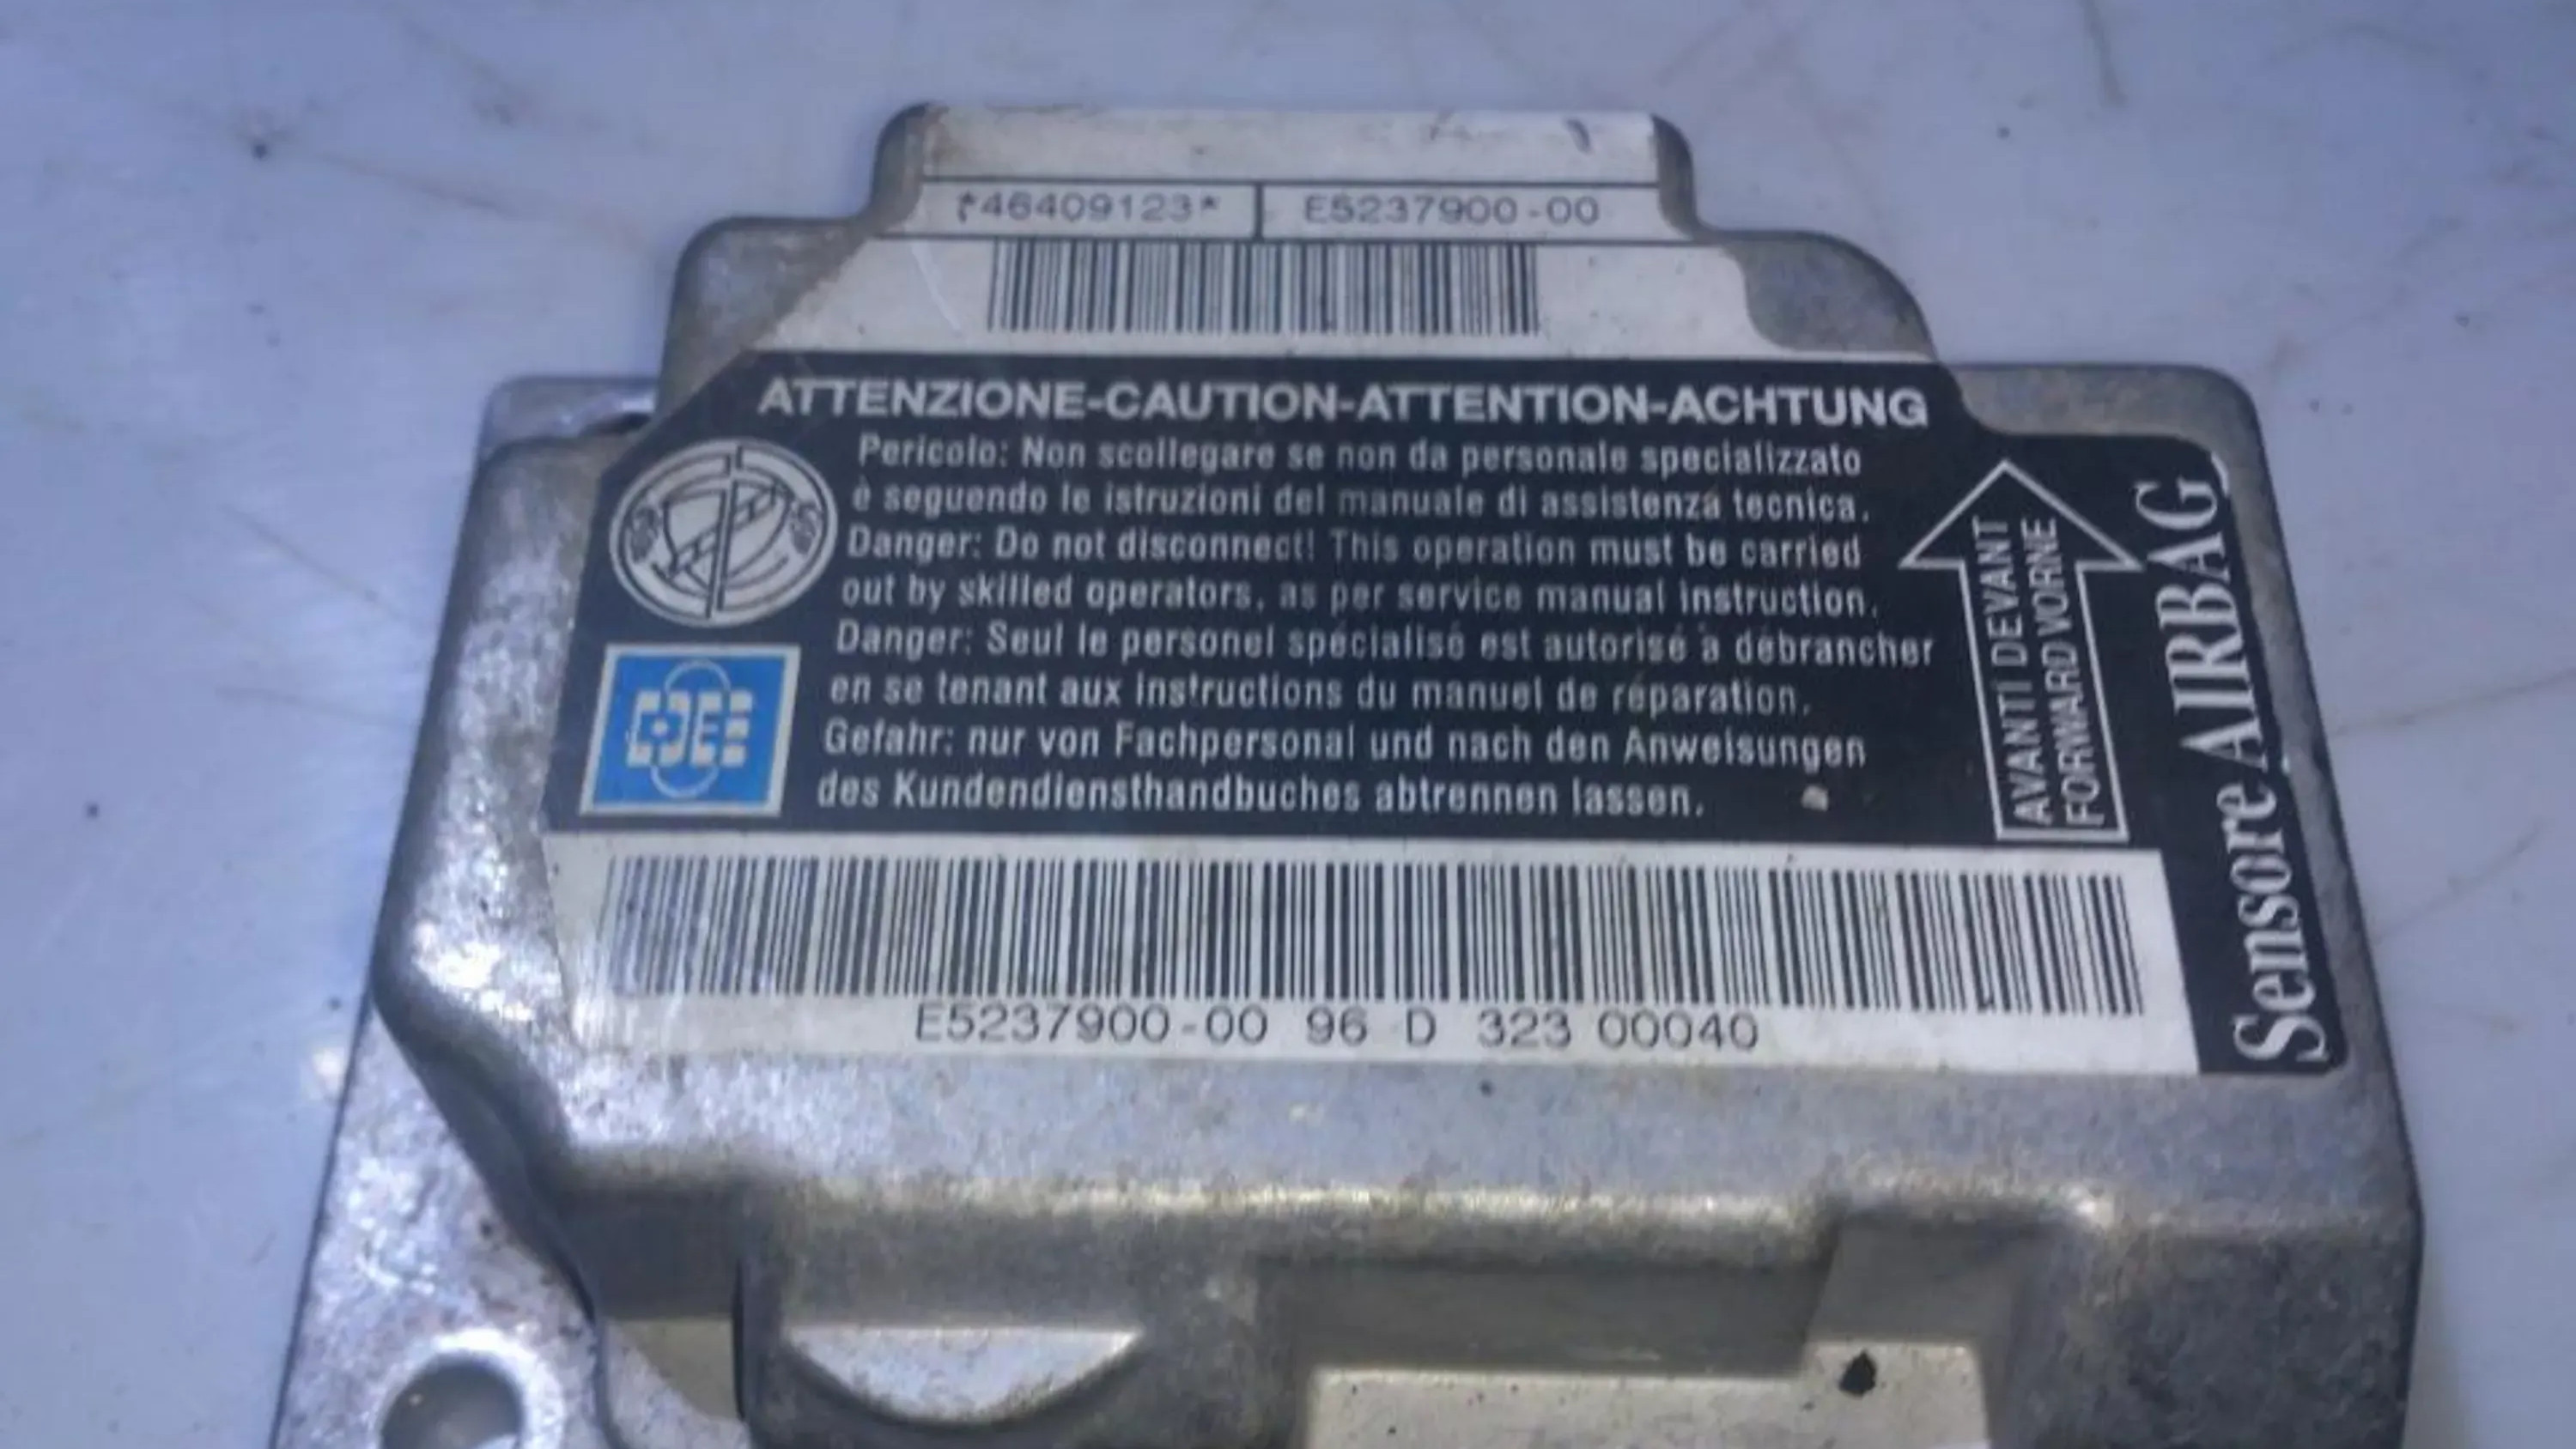 *46409123* E5237900-00
ATTENZIONE-CAUTION-ATTENTION-ACHTUNG
Pericolo: Non scollegare se non da personale specializzato
è seguendo le istruzioni del manuale di assistenza tecnica.
Danger: Do not disconnect! This operation must be carried
out by skilled operators, as per service manual instruction.
Danger: Seul le personel spécialisé est autorisé à débrancher
en se tenant aux instructions du manuel de réparation.
Gefahr: nur von Fachpersonal und nach den Anweisungen
des Kundendiensthandbuches abtrennen lassen.
AVANTI DEVANT
FORWARD VORNE
Sensore AIRBAG
E5237900-00 96 D 323 00040